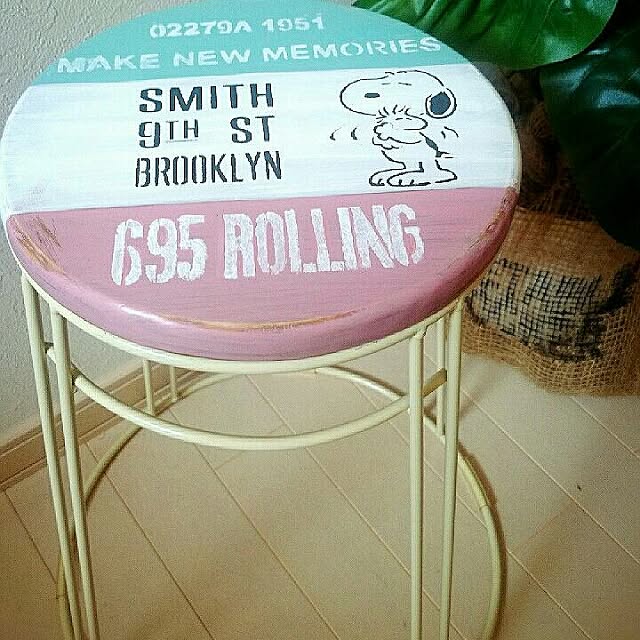 02279A 1951
MAKE NEW MEMORIES
SMITH
9TH ST
BROOKLYN
695 ROLLING